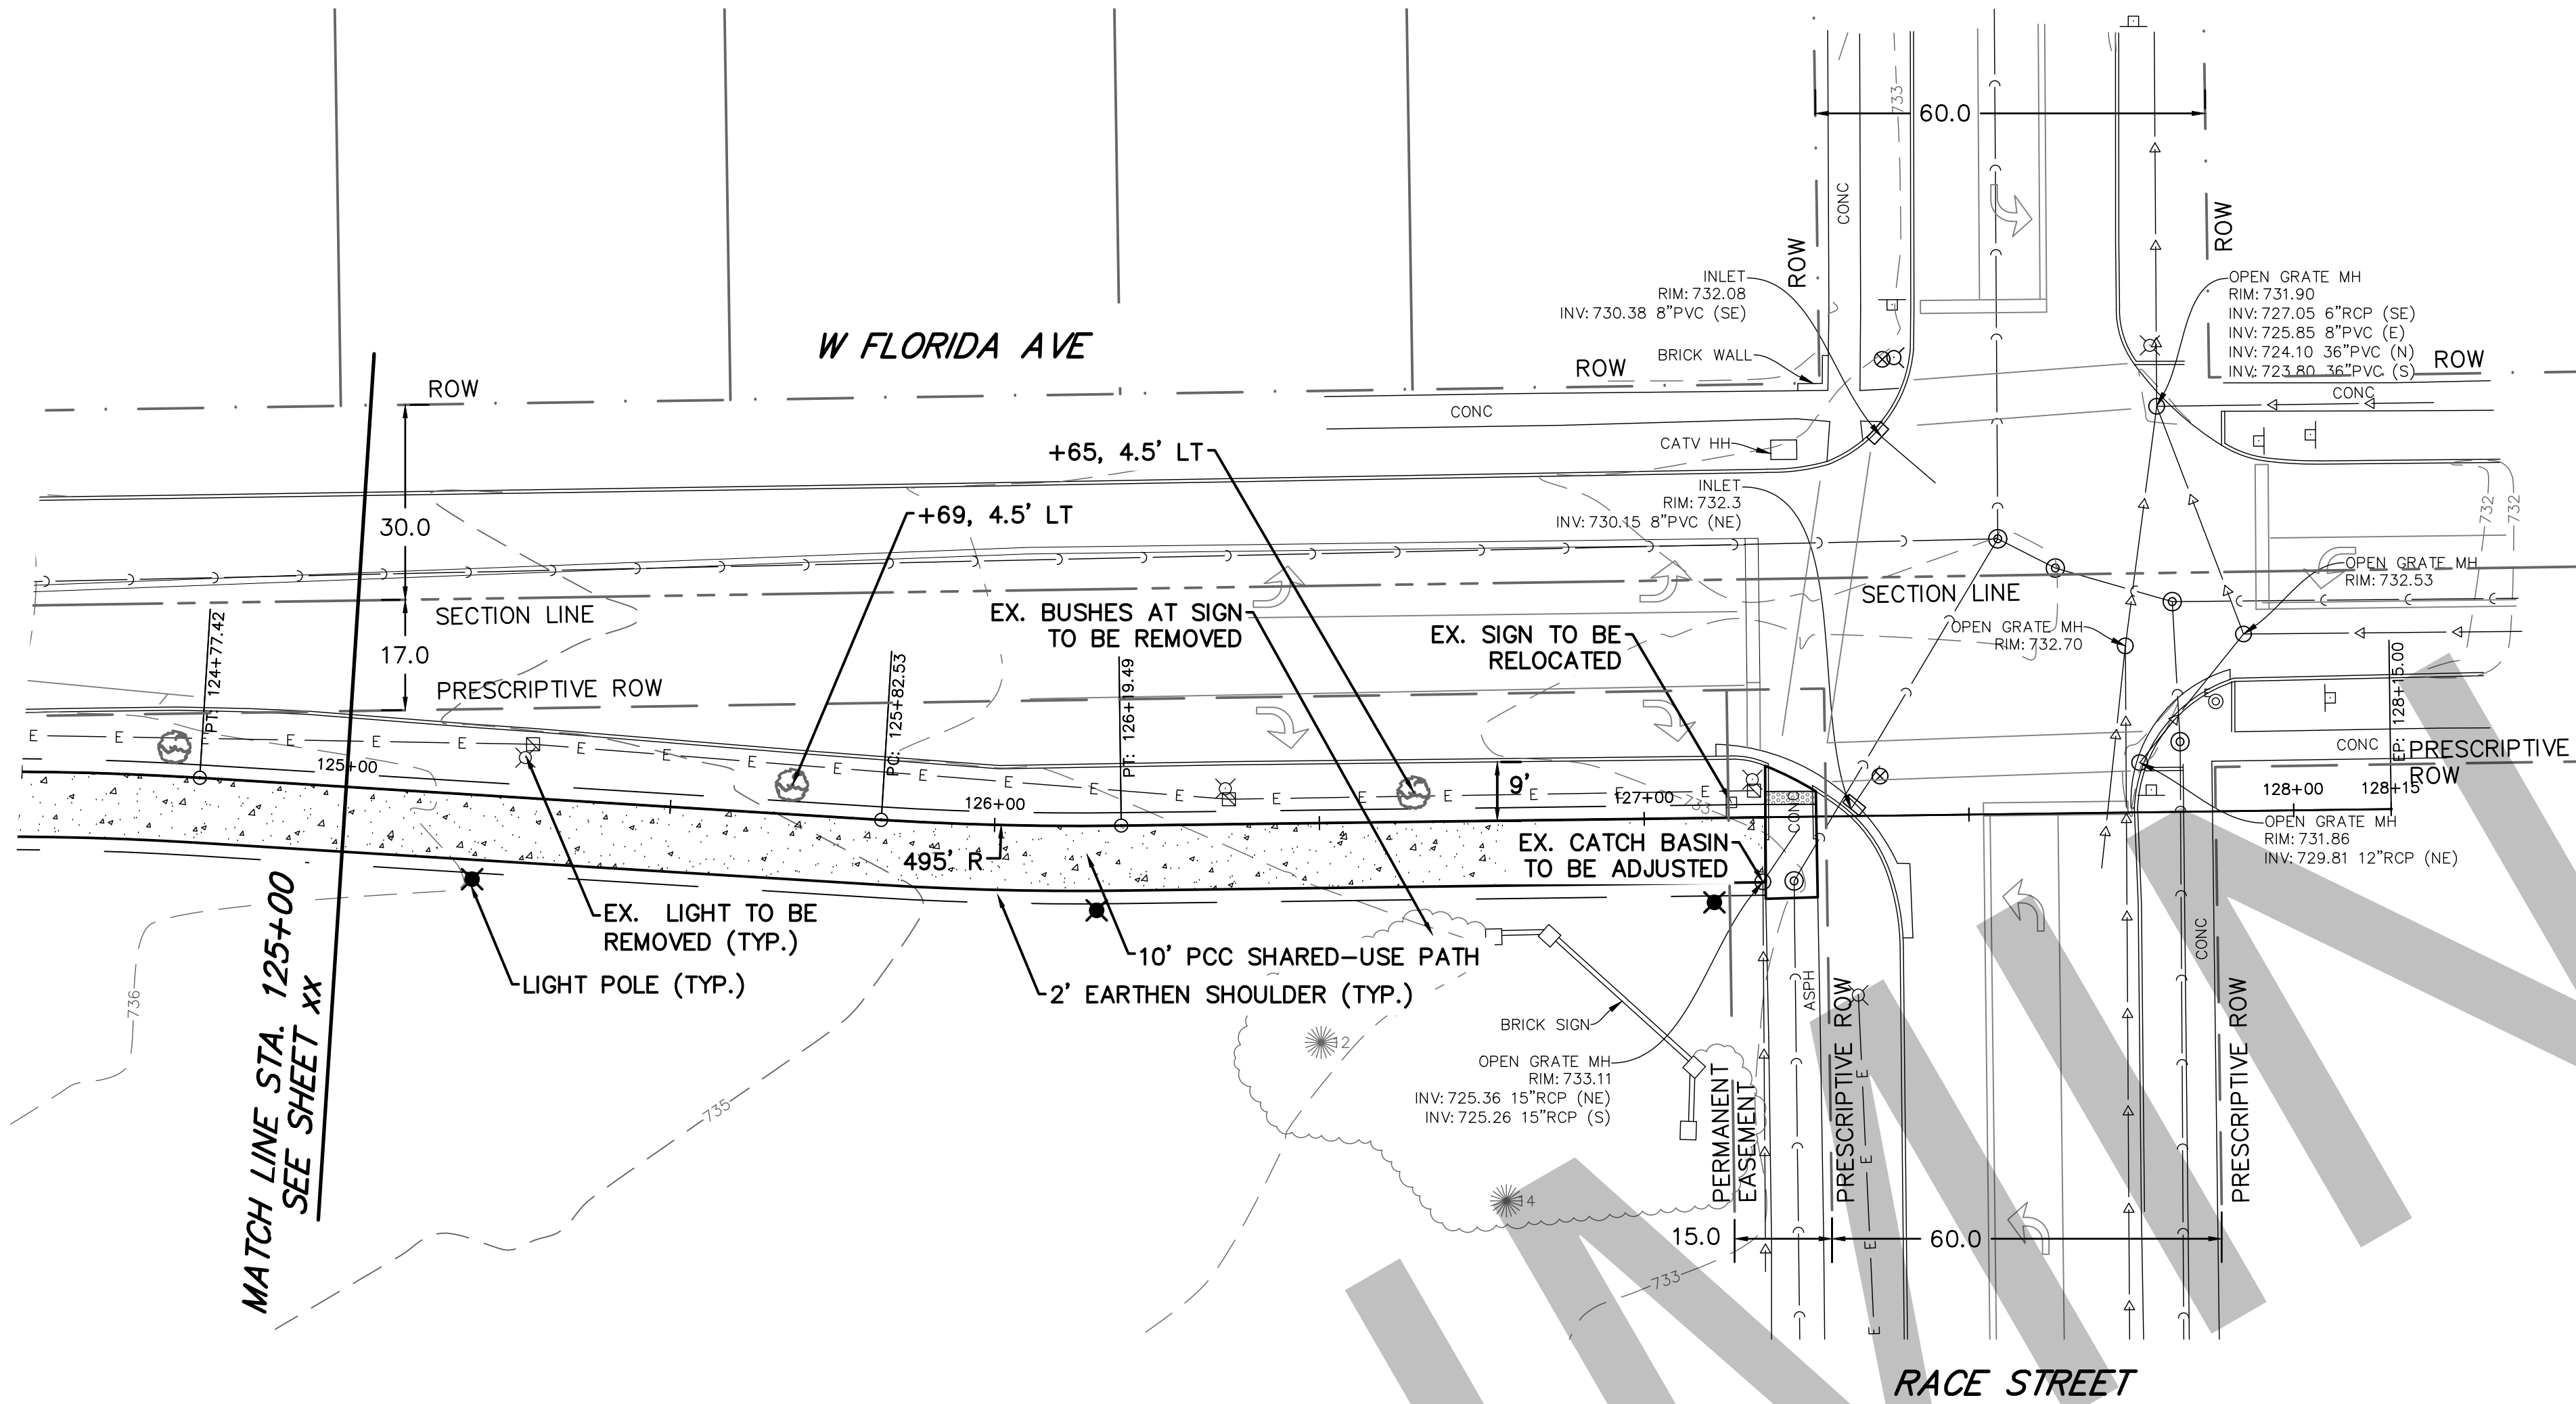 733
60.0
CONC
ROW
ROW
INLET
RIM: 732.08
INV: 730.38 8"PVC (SE)
BRICK WALL
OPEN GRATE MH
RIM: 731.90
INV: 727.05 6"RCP (SE)
INV: 725.85 8"PVC (E)
INV: 724.10 36"PVC (N)
INV: 723.80 36"PVC (S)
ROW
CONC
W FLORIDA AVE
ROW
ROW
CONC
CATV HH
+65, 4.5' LT
+69, 4.5' LT
30.0
INLET
RIM: 732.3
INV: 730.15 8"PVC (NE)
732
732
OPEN GRATE MH
RIM: 732.53
SECTION LINE
SECTION LINE
EX. BUSHES AT SIGN
TO BE REMOVED
EX. SIGN TO BE
RELOCATED
OPEN GRATE MH
RIM: 732.70
17.0
PRESCRIPTIVE ROW
PT: 124+77.42
PC: 125+82.53
PT: 126+19.49
EP: 128+15.00
E E E E E E E E E E E E E E E E E
125+00
126+00
127+00
128+00
128+15
9'
733
CONC
CONC
PRESCRIPTIVE
ROW
E
OPEN GRATE MH
RIM: 731.86
INV: 729.81 12"RCP (NE)
495' R
EX. CATCH BASIN
TO BE ADJUSTED
EX. LIGHT TO BE
REMOVED (TYP.)
LIGHT POLE (TYP.)
10' PCC SHARED-USE PATH
2' EARTHEN SHOULDER (TYP.)
MATCH LINE STA. 125+00
SEE SHEET xx
736
735
12
14
BRICK SIGN
OPEN GRATE MH
RIM: 733.11
INV: 725.36 15"RCP (NE)
INV: 725.26 15"RCP (S)
ASPH
CONC
PERMANENT
EASEMENT
PRESCRIPTIVE ROW
PRESCRIPTIVE ROW
E
E
E
E
15.0
60.0
733
RACE STREET